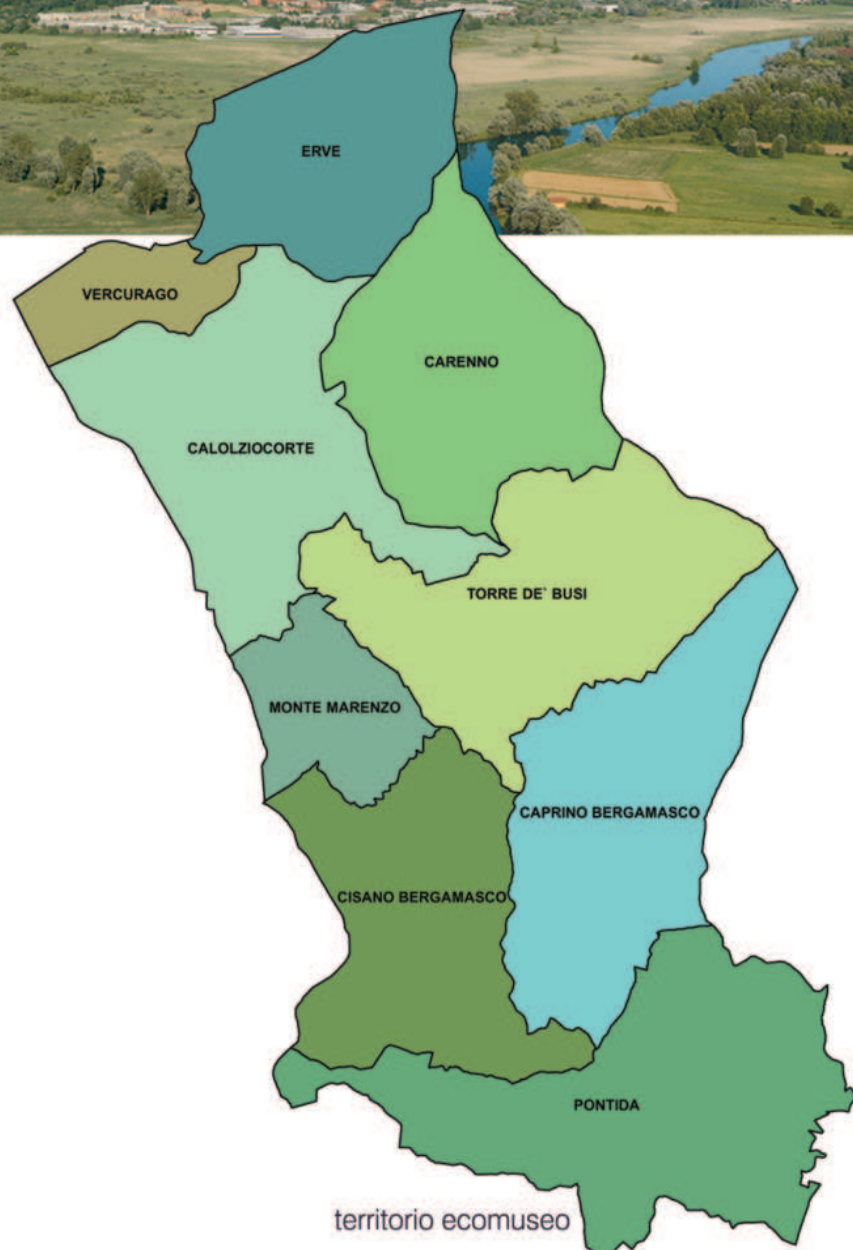 ERVE
VERCURAGO
CARENNO
CALOLZIOCORTE
TORRE DE` BUSI
MONTE MARENZO
CAPRINO BERGAMASCO
CISANO BERGAMASCO
PONTIDA
territorio ecomuseo